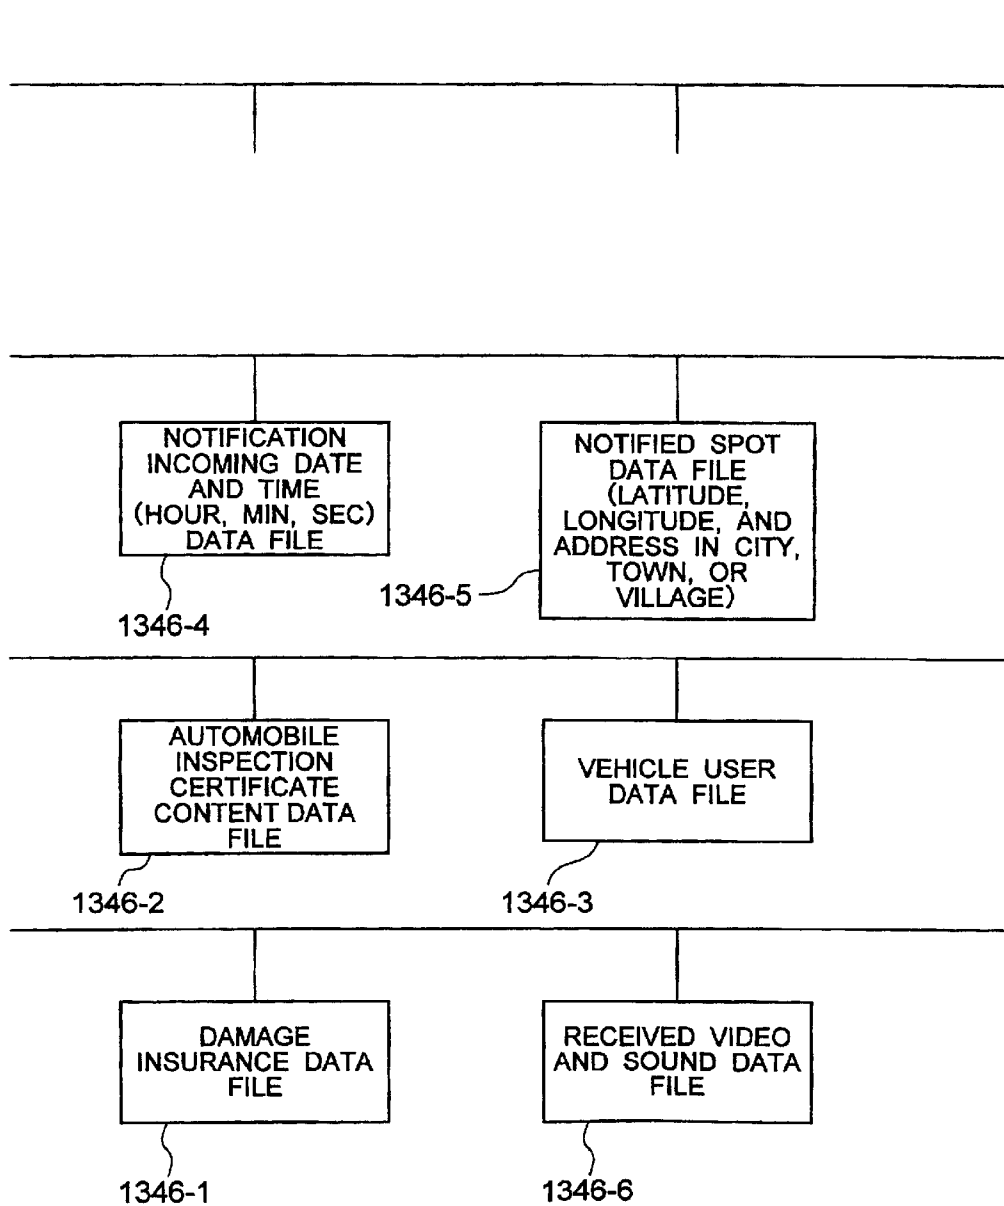 NOTIFICATION
INCOMING DATE
AND TIME
(HOUR, MIN, SEC)
DATA FILE
1346-4
NOTIFIED SPOT
DATA FILE
(LATITUDE,
LONGITUDE, AND
ADDRESS IN CITY,
TOWN, OR
VILLAGE)
1346-5
AUTOMOBILE
INSPECTION
CERTIFICATE
CONTENT DATA
FILE
1346-2
VEHICLE USER
DATA FILE
1346-3
DAMAGE
INSURANCE DATA
FILE
1346-1
RECEIVED VIDEO
AND SOUND DATA
FILE
1346-6